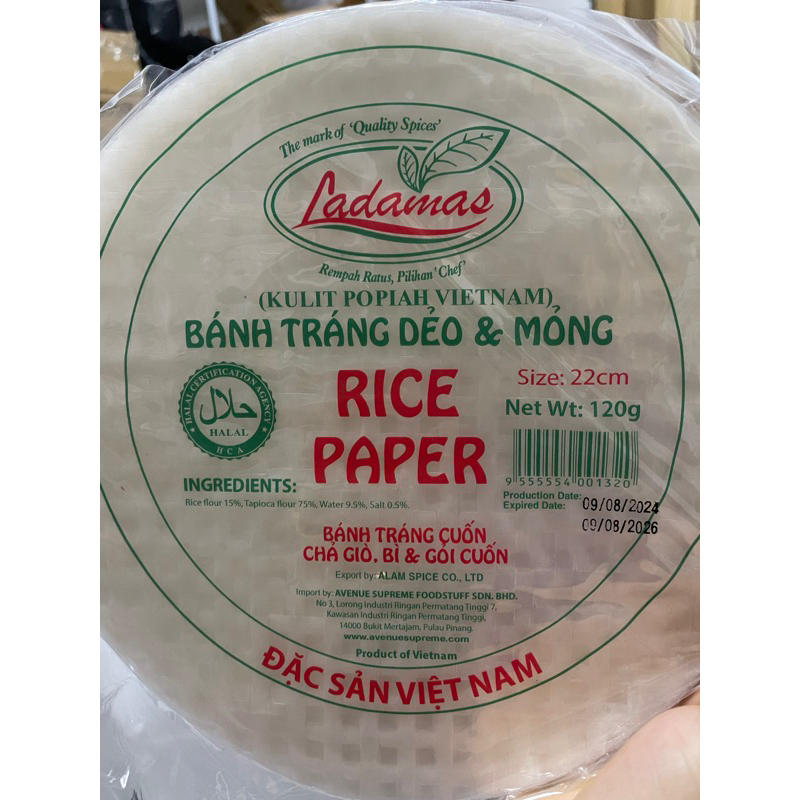 The mark of 'Quality Spices'
Ladamas
Rempah Ratus, Pilihan 'Chef'
(KULIT POPIAH VIETNAM)
BÁNH TRÁNG DẺO & MỎNG
RICE
PAPER
Size: 22cm
Net Wt: 120g
HALAL CERTIFICATION AGENCY
حلال
HALAL
HCA
9 555554 001320
Production Date: 09/08/2024
Expired Date: 09/08/2026
INGREDIENTS:
Rice flour 15%, Tapioca flour 75%, Water 9.5%, Salt 0.5%.
BÁNH TRÁNG CUỐN
CHẢ GIÒ, BÌ & GỎI CUỐN
Export by: ALAM SPICE CO., LTD
Import by: AVENUE SUPREME FOODSTUFF SDN. BHD.
No 3, Lorong Industri Ringan Permatang Tinggi 7,
Kawasan Industri Ringan Permatang Tinggi,
14000 Bukit Mertajam, Pulau Pinang.
www.avenuesupreme.com
Product of Vietnam
ĐẶC SẢN VIỆT NAM